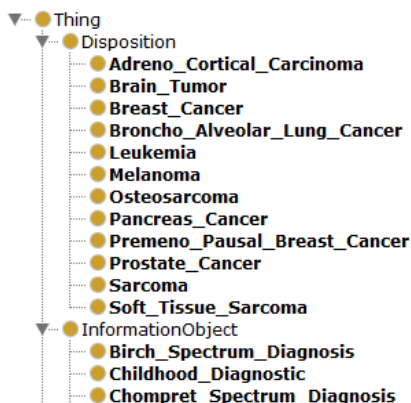 Thing
Disposition
Adreno_Cortical_Carcinoma
Brain_Tumor
Breast_Cancer
Broncho_Alveolar_Lung_Cancer
Leukemia
Melanoma
Osteosarcoma
Pancreas_Cancer
Premeno_Pausal_Breast_Cancer
Prostate_Cancer
Sarcoma
Soft_Tissue_Sarcoma
InformationObject
Birch_Spectrum_Diagnosis
Childhood_Diagnostic
Chompret_Spectrum_Diagnosis